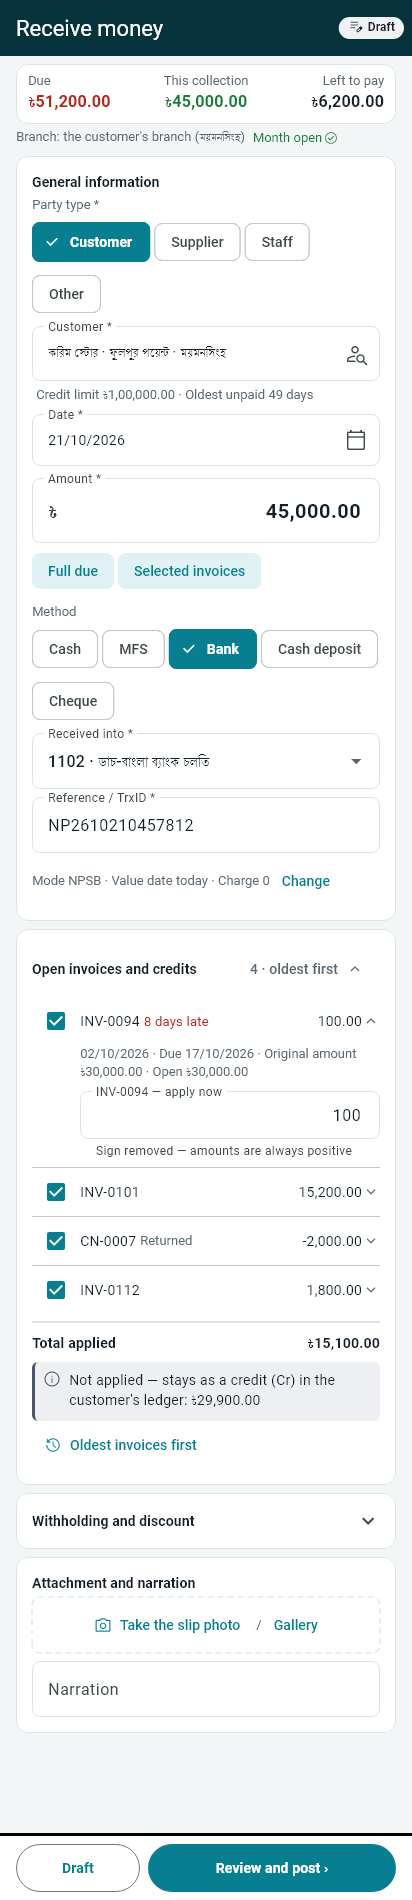 Receive money
Draft
Due
This collection
Left to pay
৳51,200.00
৳45,000.00
৳6,200.00
Branch: the customer's branch (ময়মনসিংহ) Month open
General information
Party type *
Customer
Supplier
Staff
Other
Customer *
করিম স্টোর · ফুলপুর পয়েন্ট · ময়মনসিংহ
Credit limit ৳1,00,000.00 · Oldest unpaid 49 days
Date *
21/10/2026
Amount *
৳ 45,000.00
Full due
Selected invoices
Method
Cash
MFS
Bank
Cash deposit
Cheque
Received into *
1102 · ডাচ-বাংলা ব্যাংক চলতি
Reference / TrxID *
NP2610210457812
Mode NPSB · Value date today · Charge 0 Change
Open invoices and credits 4 · oldest first
INV-0094 8 days late 100.00
02/10/2026 · Due 17/10/2026 · Original amount
৳30,000.00 · Open ৳30,000.00
INV-0094 — apply now
100
Sign removed — amounts are always positive
INV-0101 15,200.00
CN-0007 Returned -2,000.00
INV-0112 1,800.00
Total applied ৳15,100.00
Not applied — stays as a credit (Cr) in the
customer's ledger: ৳29,900.00
Oldest invoices first
Withholding and discount
Attachment and narration
Take the slip photo / Gallery
Narration
Draft
Review and post ›